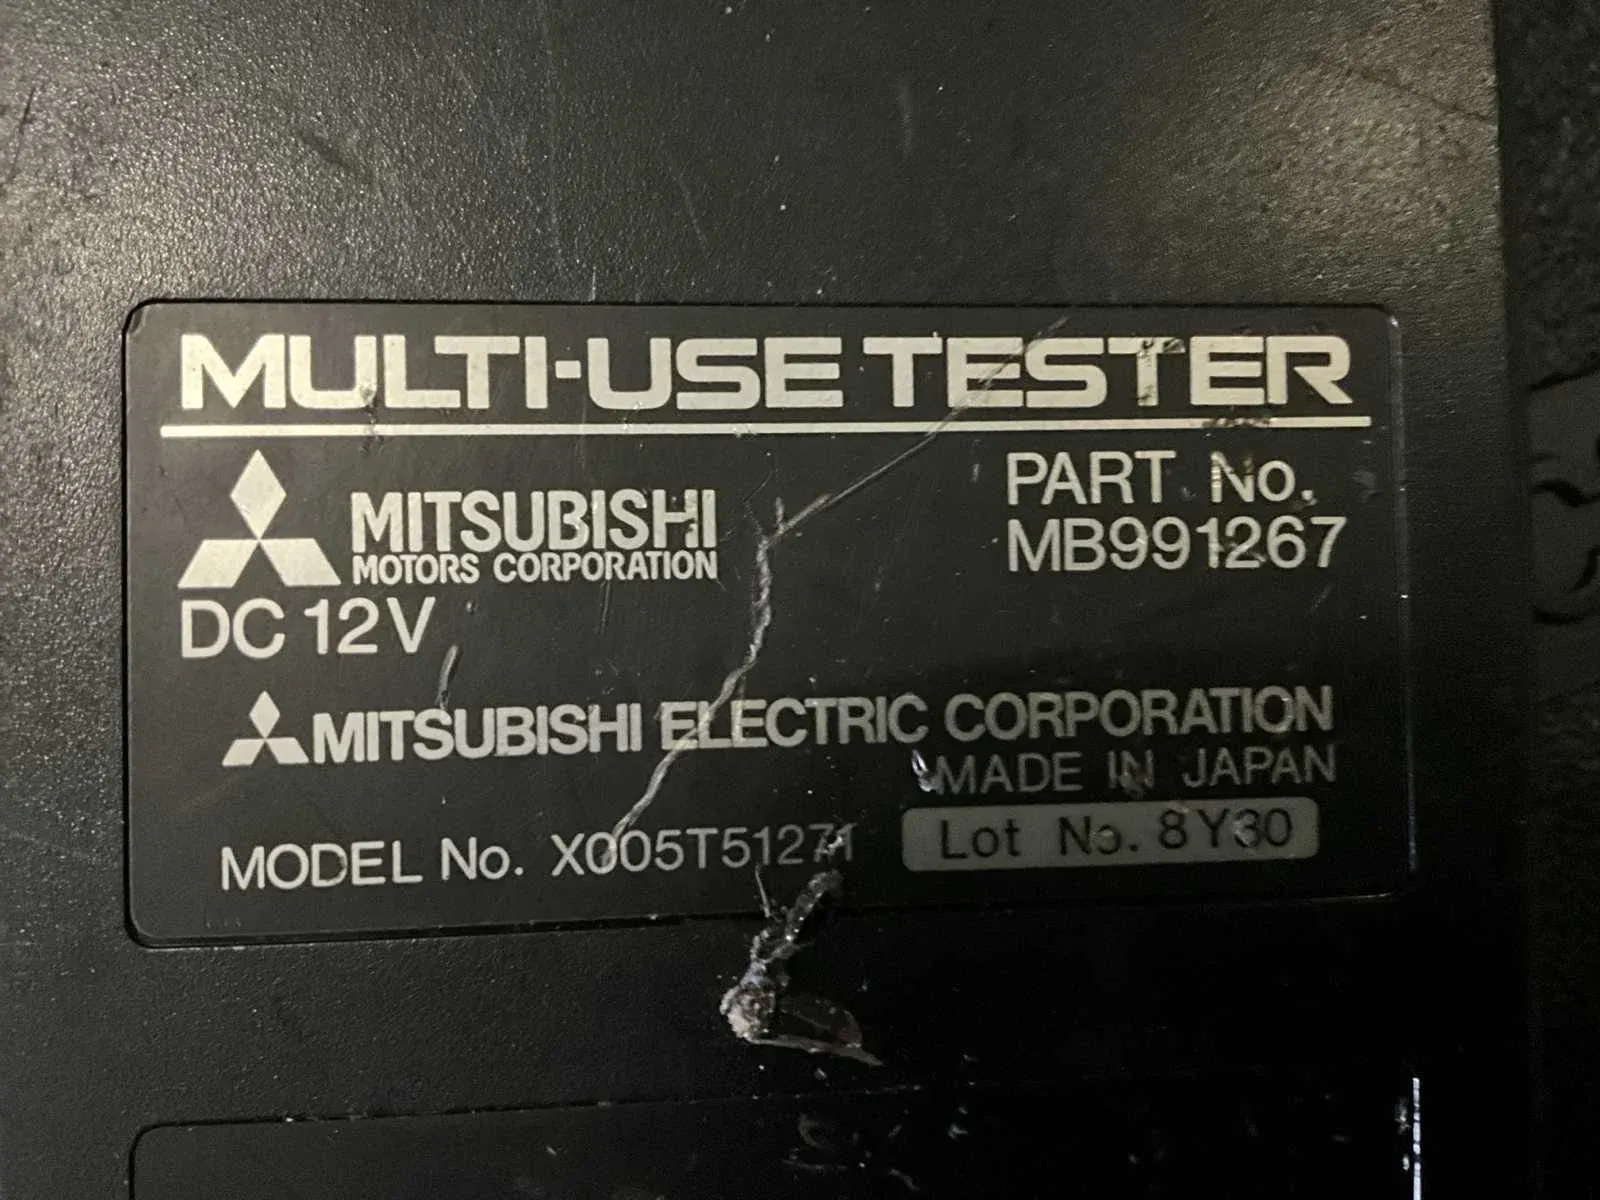 MULTI-USE TESTER
MITSUBISHI
MOTORS CORPORATION
PART No.
MB991267
DC 12V
MITSUBISHI ELECTRIC CORPORATION
MADE IN JAPAN
MODEL No. X005T51271
Lot No. 8Y30